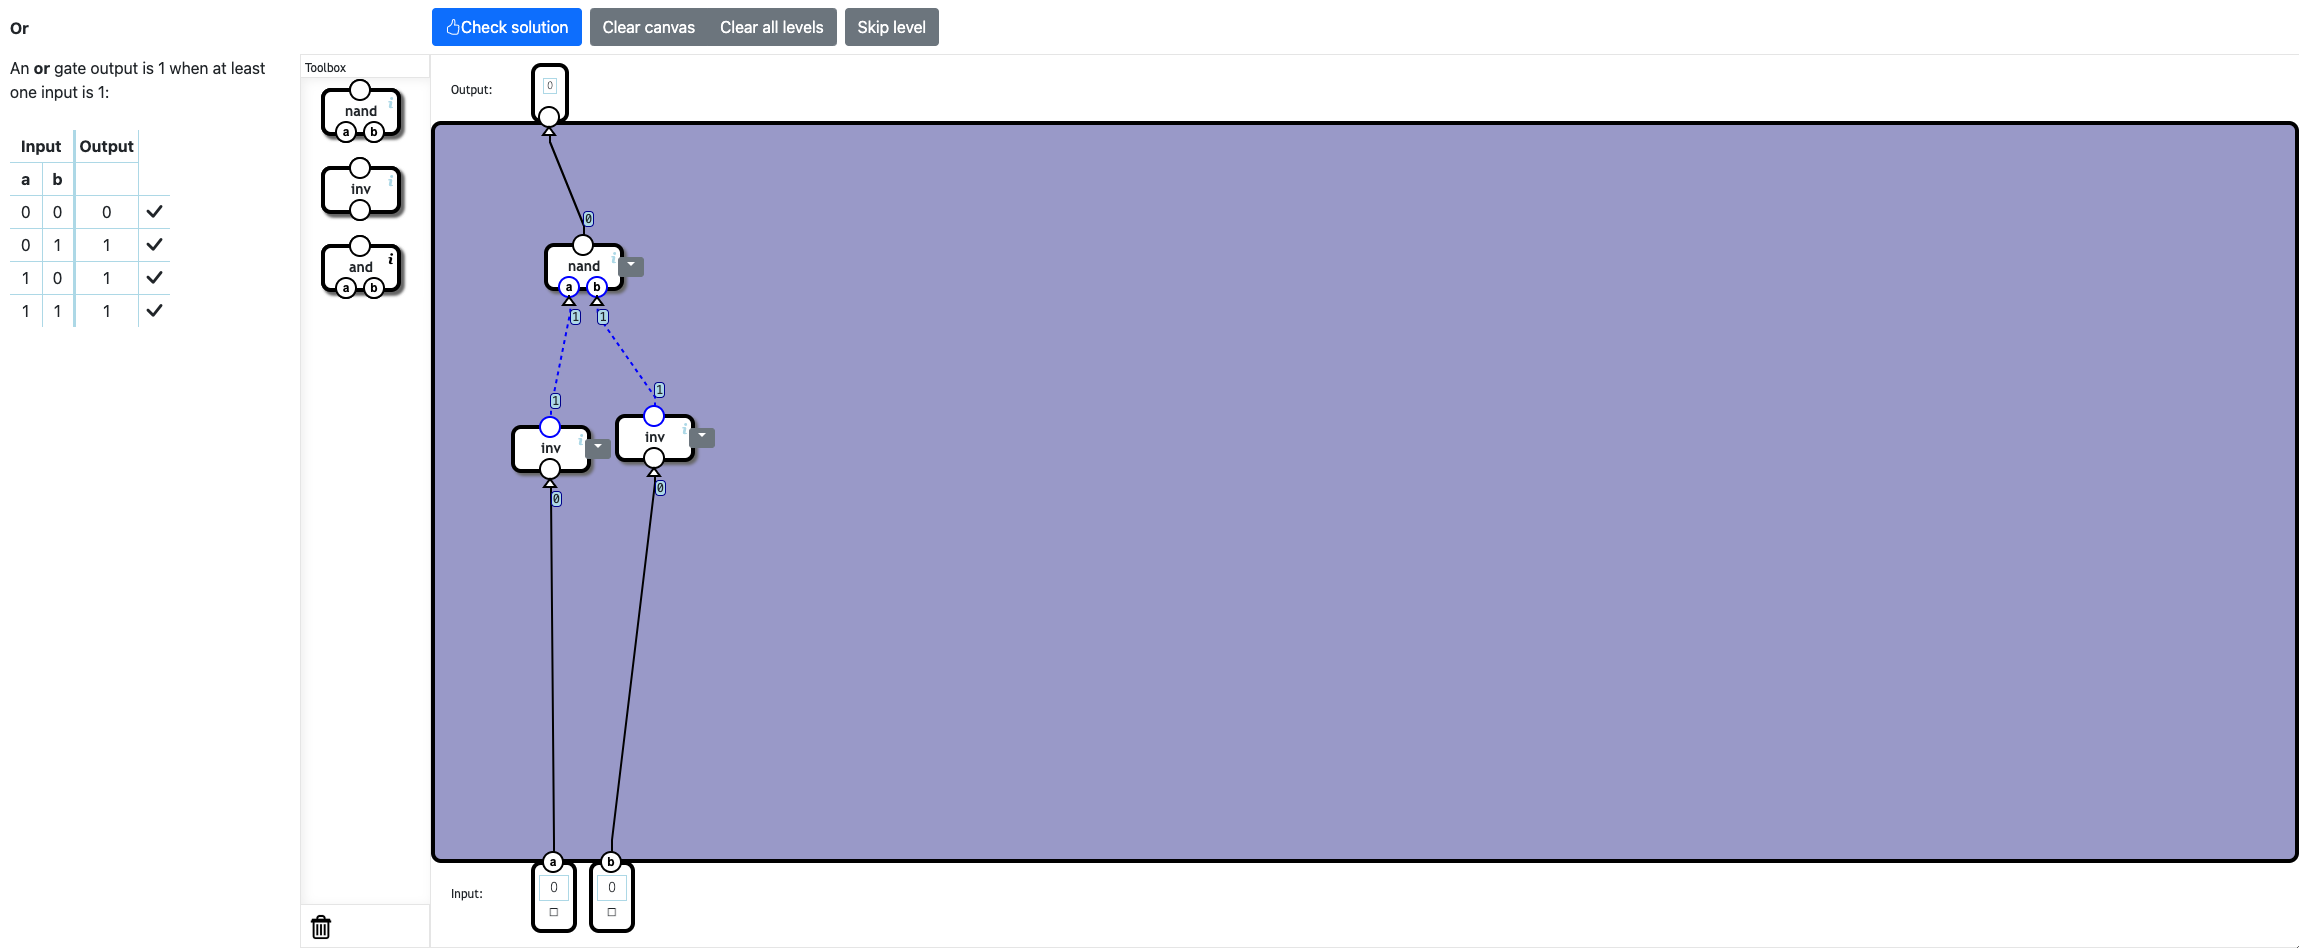 Or
Check solution
Clear canvas
Clear all levels
Skip level
An or gate output is 1 when at least
one input is 1:
Input Output
a b
0 0 0
0 1 1
1 0 1
1 1 1
Toolbox
nand
i
a b
inv
i
and
i
a b
Output:
0
0
nand
i
a b
1 1
1
inv
i
0
1
inv
i
0
a b
Input:
0 0